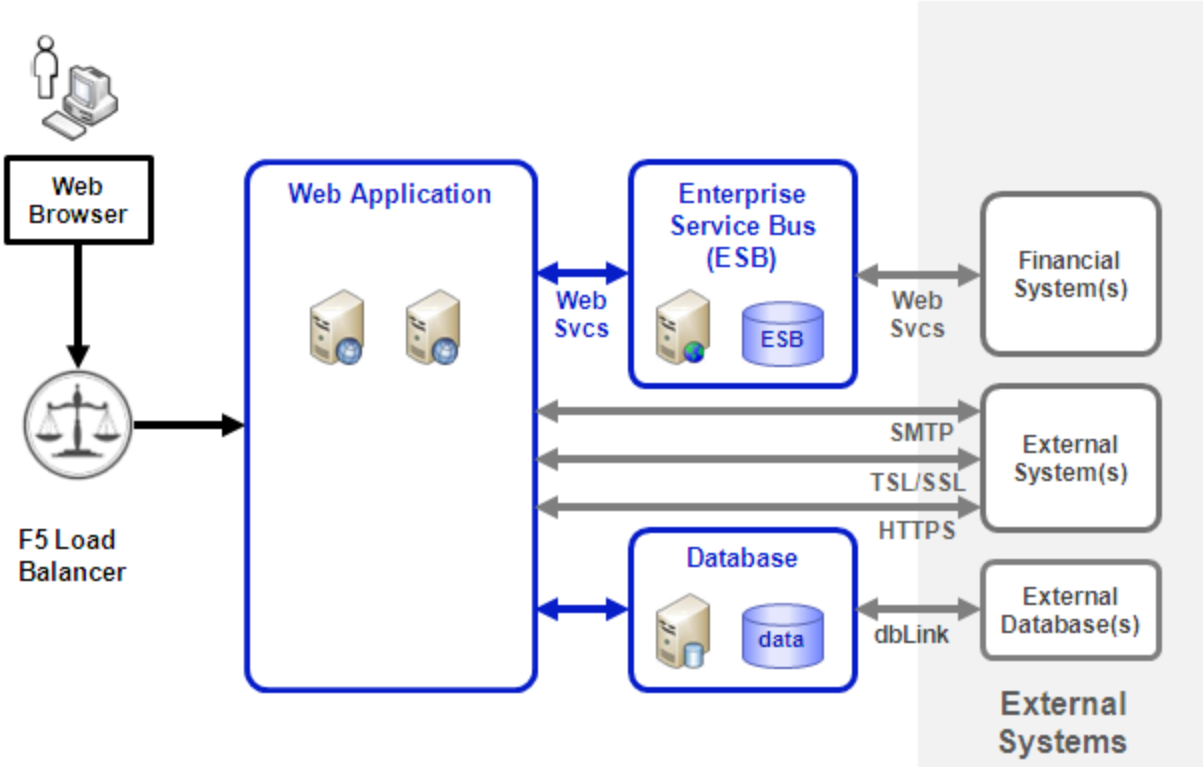 Web
Browser
F5 Load
Balancer
Web Application
Web
Svcs
Enterprise
Service Bus
(ESB)
ESB
Web
Svcs
Financial
System(s)
SMTP
TSL/SSL
HTTPS
External
System(s)
Database
data
dbLink
External
Database(s)
External
Systems